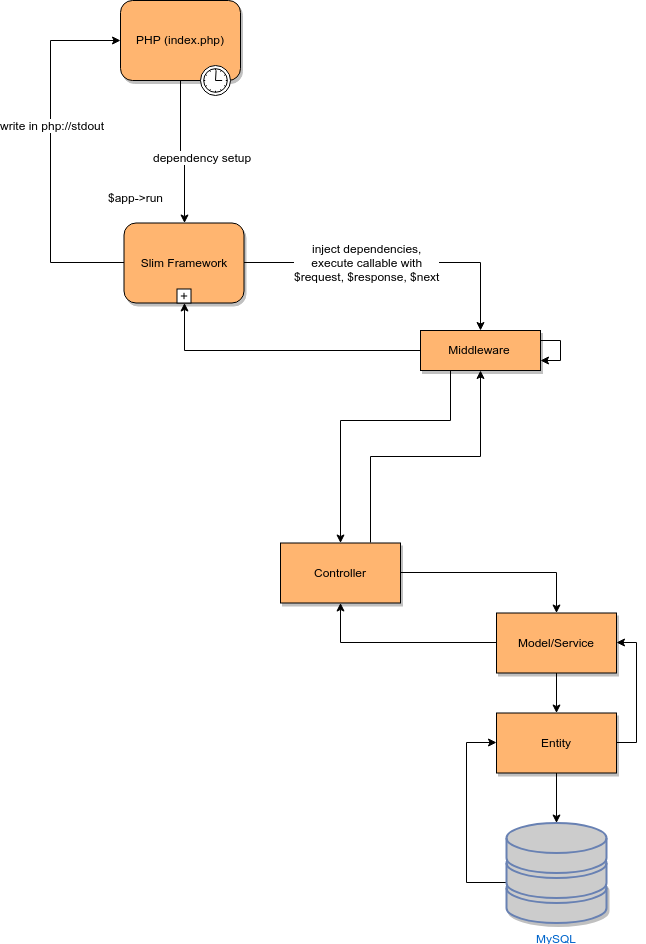 PHP (index.php)
write in php://stdout
dependency setup
$app->run
Slim Framework
inject dependencies,
execute callable with
$request, $response, $next
Middleware
Controller
Model/Service
Entity
MySQL